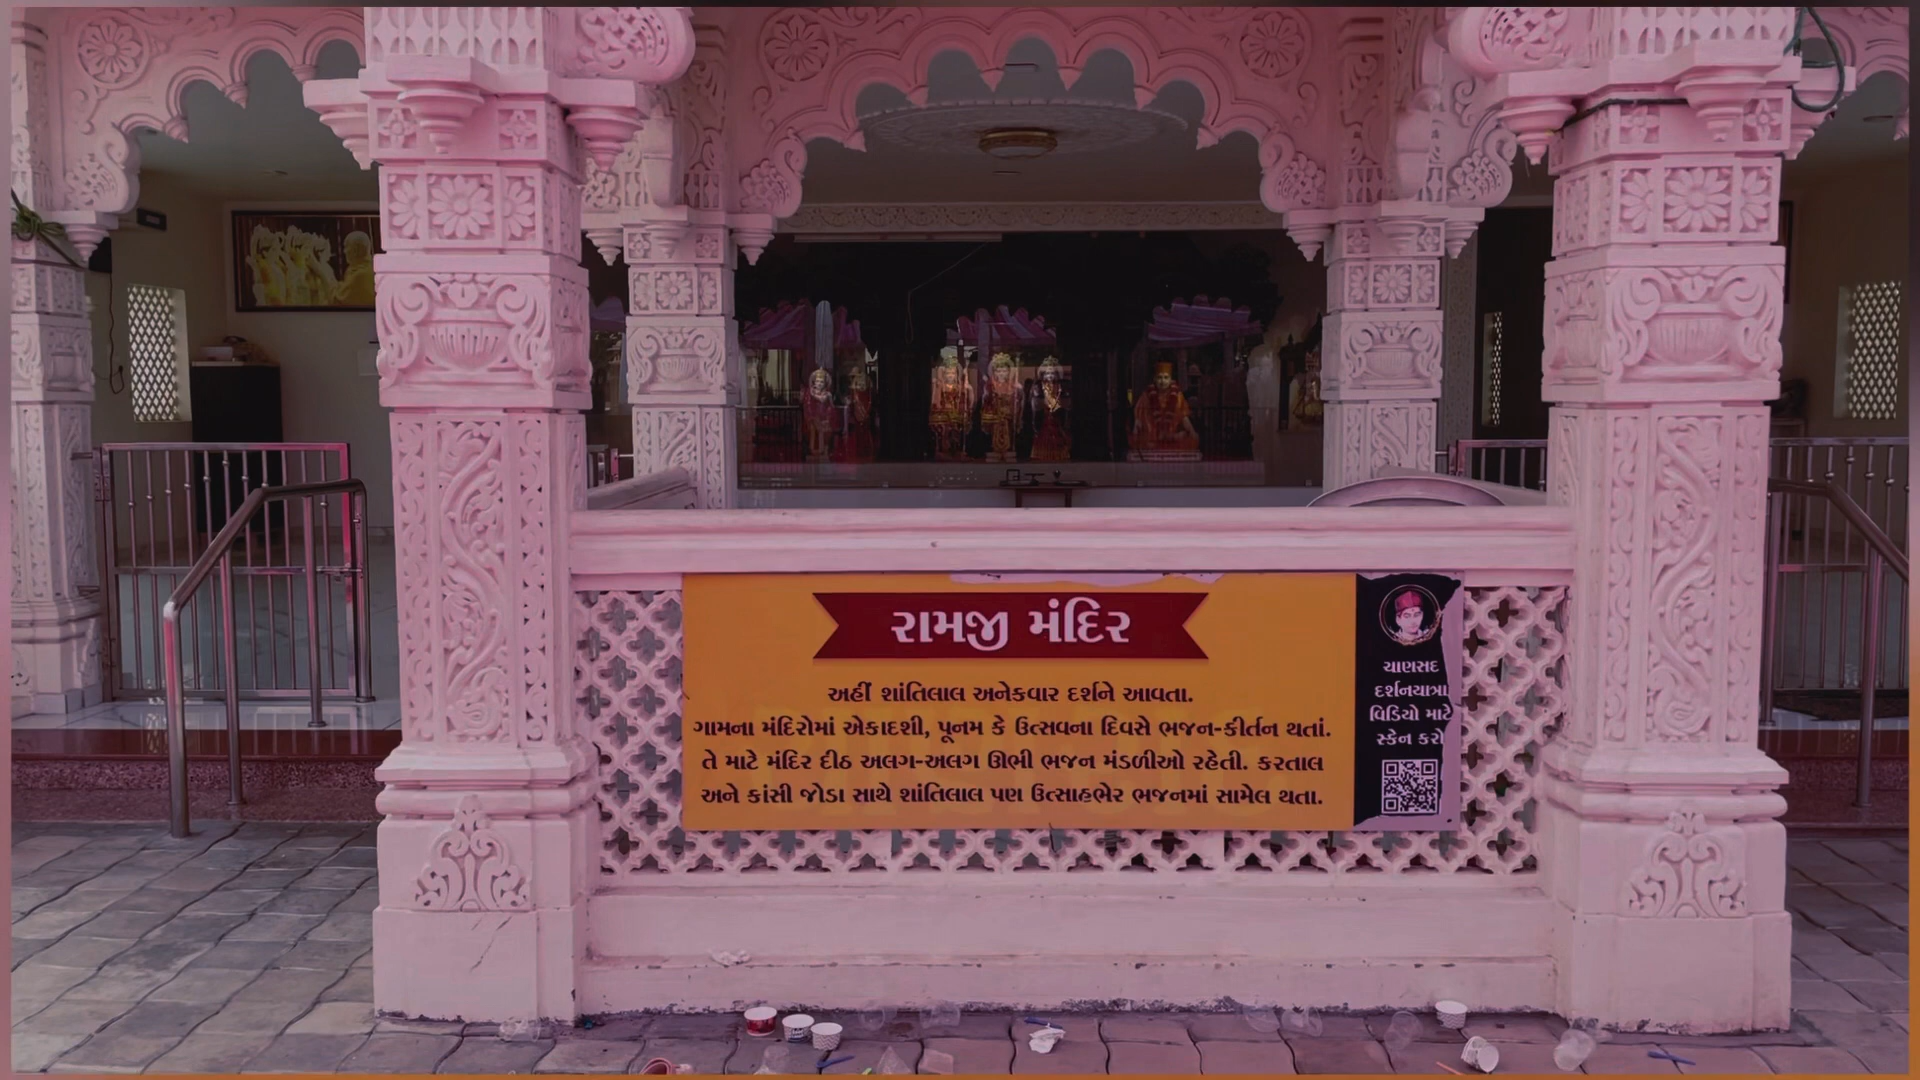 રામજી મંદિર
અહીં શાંતિલાલ અનેકવાર દર્શને આવતા.
ગામના મંદિરોમાં એકાદશી, પૂનમ કે ઉત્સવના દિવસે ભજન-કીર્તન થતાં.
તે માટે મંદિર દીઠ અલગ-અલગ ઊભી ભજન મંડળીઓ રહેતી. કરતાલ
અને કાંસી જોડા સાથે શાંતિલાલ પણ ઉત્સાહભેર ભજનમાં સામેલ થતા.
ચાણસદ
દર્શનયાત્રા
વિડિયો માટે
સ્કેન કરો